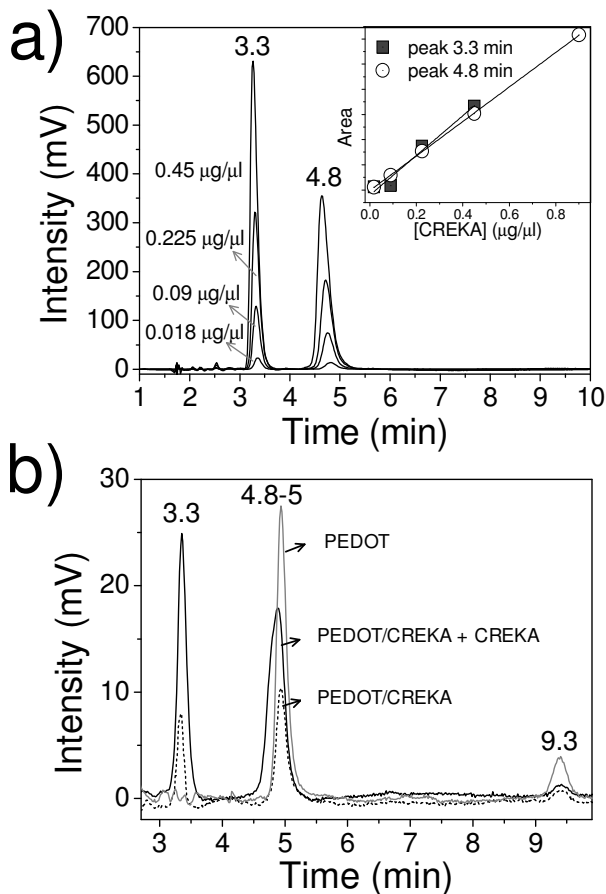 a)
700
600
500
400
300
200
100
0
Intensity (mV)
3.3
4.8
0.45 μg/μl
0.225 μg/μl
0.09 μg/μl
0.018 μg/μl
peak 3.3 min
peak 4.8 min
Area
0.0 0.2 0.4 0.6 0.8 1.0
[CREKA] (μg/μl)
1 2 3 4 5 6 7 8 9 10
Time (min)
b)
30
20
10
0
Intensity (mV)
3.3
4.8-5
PEDOT
PEDOT/CREKA + CREKA
PEDOT/CREKA
9.3
3 4 5 6 7 8 9
Time (min)